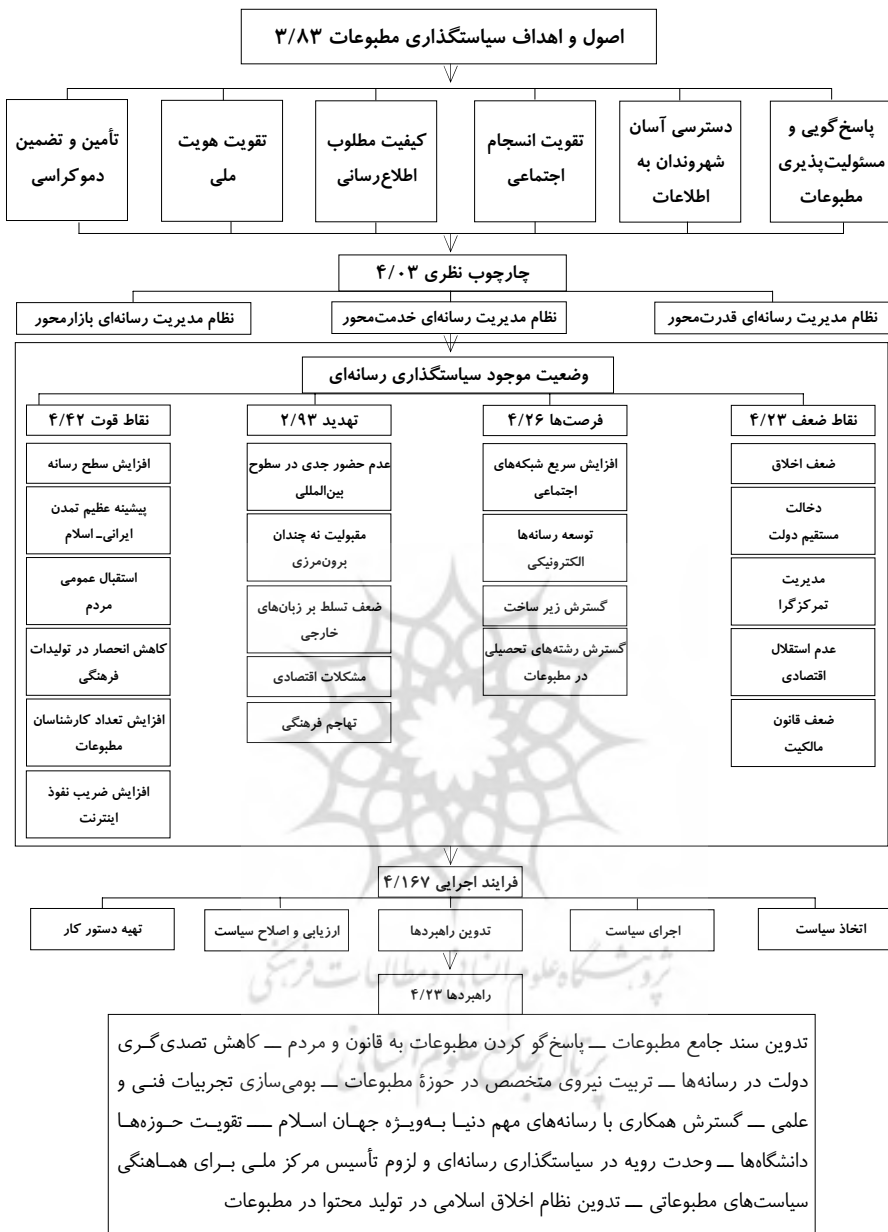 اصول و اهداف سیاستگذاری مطبوعات ۳/۸۳
پاسخ‌گویی و
مسئولیت‌پذیری
مطبوعات
دسترسی آسان
شهروندان به
اطلاعات
تقویت انسجام
اجتماعی
کیفیت مطلوب
اطلاع‌رسانی
تقویت هویت
ملی
تأمین و تضمین
دموکراسی
چارچوب نظری ۴/۰۳
نظام مدیریت رسانه‌ای قدرت‌محور
نظام مدیریت رسانه‌ای خدمت‌محور
نظام مدیریت رسانه‌ای بازارمحور
وضعیت موجود سیاستگذاری رسانه‌ای
نقاط ضعف ۴/۲۳
ضعف اخلاق
دخالت
مستقیم دولت
مدیریت
تمرکزگرا
عدم استقلال
اقتصادی
ضعف قانون
مالکیت
فرصت‌ها ۴/۲۶
افزایش سریع شبکه‌های
اجتماعی
توسعه رسانه‌ها
الکترونیکی
گسترش زیر ساخت
گسترش رشته‌های تحصیلی
در مطبوعات
تهدید ۲/۹۳
عدم حضور جدی در سطوح
بین‌المللی
مقبولیت نه چندان
برون‌مرزی
ضعف تسلط بر زبان‌های
خارجی
مشکلات اقتصادی
تهاجم فرهنگی
نقاط قوت ۴/۴۲
افزایش سطح رسانه
پیشینه عظیم تمدن
ایرانی ـ اسلام
استقبال عمومی
مردم
کاهش انحصار در تولیدات
فرهنگی
افزایش تعداد کارشناسان
مطبوعات
افزایش ضریب نفوذ
اینترنت
فرایند اجرایی ۴/۱۶۷
اتخاذ سیاست
اجرای سیاست
تدوین راهبردها
ارزیابی و اصلاح سیاست
تهیه دستور کار
پژوهشگاه علوم انسانی و مطالعات فرهنگی
راهبردها ۴/۲۳
تدوین سند جامع مطبوعات ــ پاسخ‌گو کردن مطبوعات به قانون و مردم ــ کاهش تصدی‌گری
پرتال جامع علوم انسانی
دولت در رسانه‌ها ــ تربیت نیروی متخصص در حوزهٔ مطبوعات ــ بومی‌سازی تجربیات فنی و
علمی ــ گسترش همکاری با رسانه‌های مهم دنیا به‌ویژه جهان اسلام ــ تقویت حوزه‌ها
دانشگاه‌ها ــ وحدت رویه در سیاستگذاری رسانه‌ای و لزوم تأسیس مرکز ملی برای هماهنگی
سیاست‌های مطبوعاتی ــ تدوین نظام اخلاق اسلامی در تولید محتوا در مطبوعات